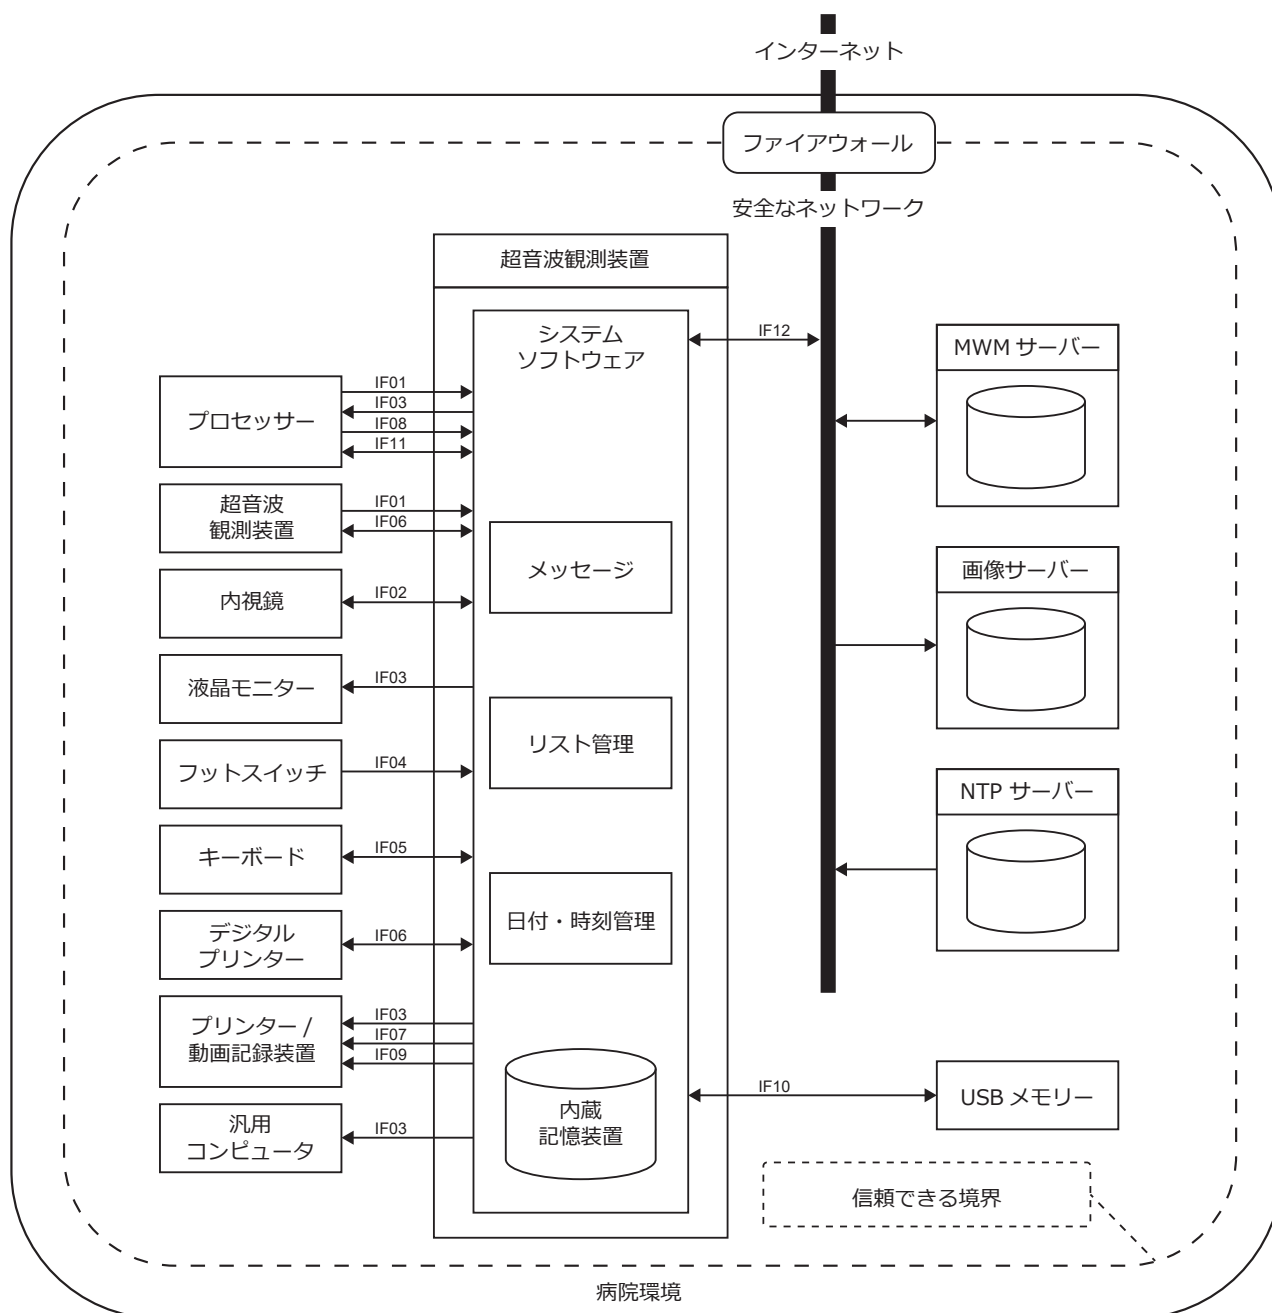 インターネット
ファイアウォール
安全なネットワーク
超音波観測装置
システム
ソフトウェア
IF12
MWM サーバー
プロセッサー
IF01
IF03
IF08
IF11
超音波
観測装置
IF01
IF06
メッセージ
画像サーバー
内視鏡
IF02
液晶モニター
IF03
リスト管理
フットスイッチ
IF04
NTP サーバー
キーボード
IF05
日付・時刻管理
デジタル
プリンター
IF06
プリンター /
動画記録装置
IF03
IF07
IF09
内蔵
記憶装置
IF10
USB メモリー
汎用
コンピュータ
IF03
信頼できる境界
病院環境